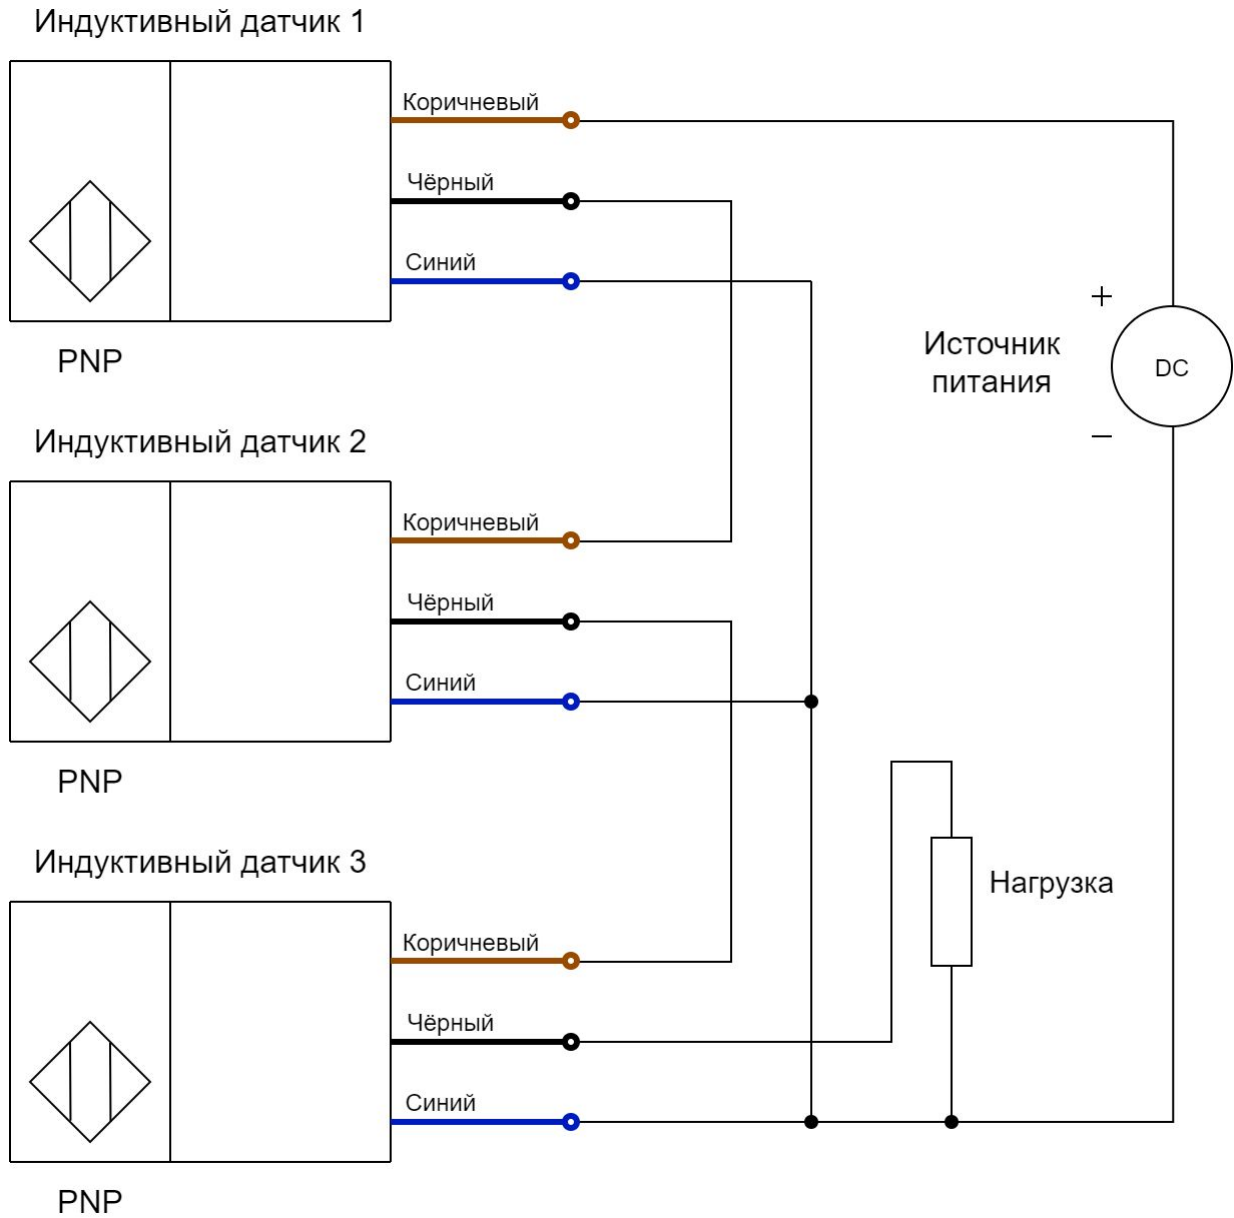 Индуктивный датчик 1
Коричневый
Чёрный
Синий
PNP
+
Источник
питания
DC
−
Индуктивный датчик 2
Коричневый
Чёрный
Синий
PNP
Индуктивный датчик 3
Нагрузка
Коричневый
Чёрный
Синий
PNP